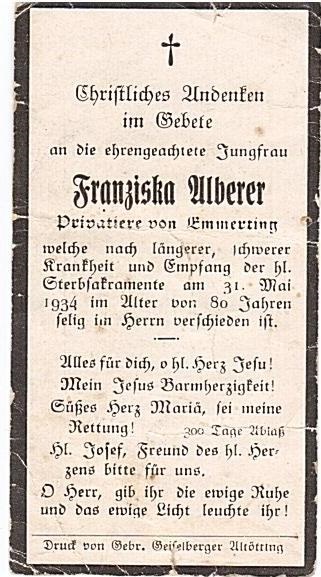 Christliches Andenken
im Gebete
an die ehrengeachtete Jungfrau
Franziska Alberer
Privatiere von Emmerting
welche nach längerer, schwerer
Krankheit und Empfang der hl.
Sterbsakramente am 31. Mai
1934 im Alter von 80 Jahren
selig im Herrn verschieden ist.
Alles für dich, o hl. Herz Jesu!
Mein Jesus Barmherzigkeit!
Süßes Herz Mariä, sei meine
Rettung! 300 Tage Ablaß
Hl. Josef, Freund des hl. Her-
zens bitte für uns.
O Herr, gib ihr die ewige Ruhe
und das ewige Licht leuchte ihr!
Druck von Gebr. Geiselberger Altötting